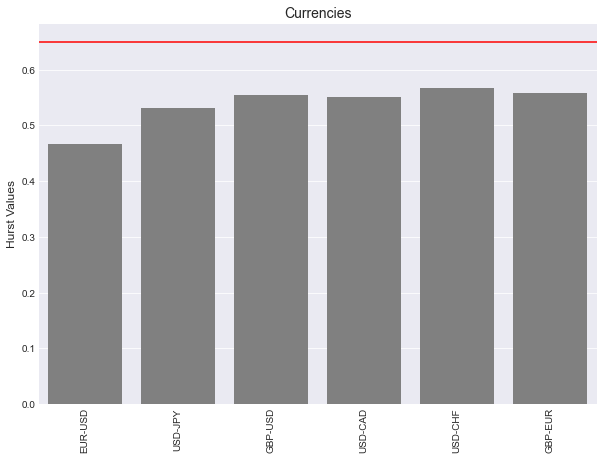 Currencies
Hurst Values
0.6
0.5
0.4
0.3
0.2
0.1
0.0
EUR-USD
USD-JPY
GBP-USD
USD-CAD
USD-CHF
GBP-EUR